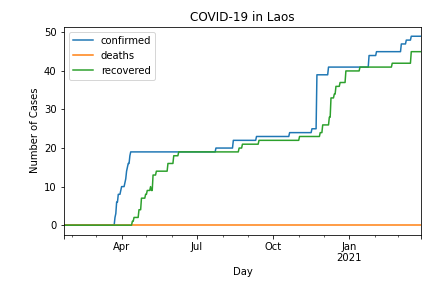 COVID-19 in Laos
confirmed
deaths
recovered
Number of Cases
50
40
30
20
10
0
Apr
Jul
Oct
Jan
2021
Day